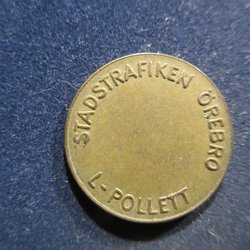 STADSTRAFIKEN ÖREBRO
L-POLLETT